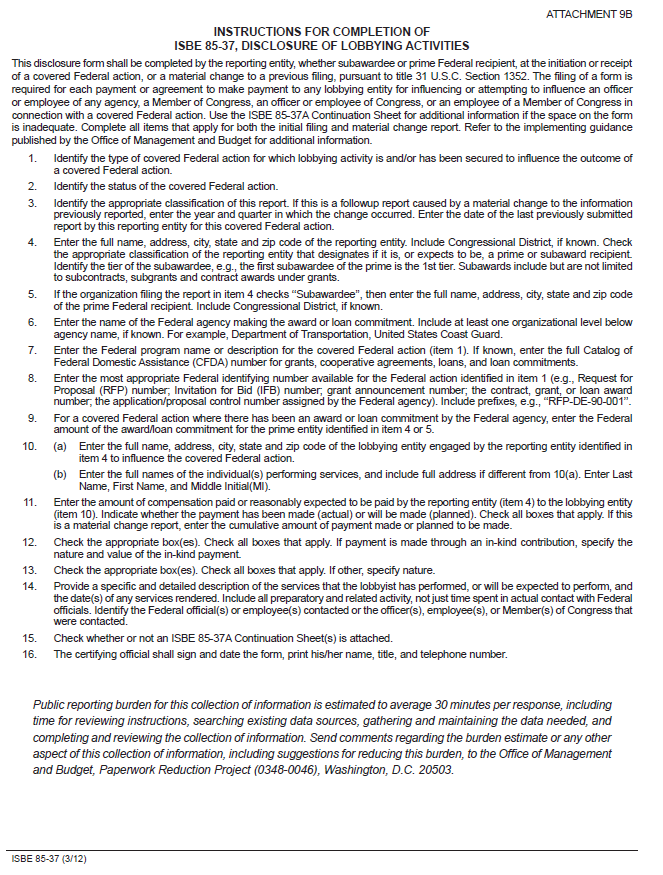 ATTACHMENT 9B
INSTRUCTIONS FOR COMPLETION OF
ISBE 85-37, DISCLOSURE OF LOBBYING ACTIVITIES
This disclosure form shall be completed by the reporting entity, whether subawardee or prime Federal recipient, at the initiation or receipt
of a covered Federal action, or a material change to a previous filing, pursuant to title 31 U.S.C. Section 1352. The filing of a form is
required for each payment or agreement to make payment to any lobbying entity for influencing or attempting to influence an officer
or employee of any agency, a Member of Congress, an officer or employee of Congress, or an employee of a Member of Congress in
connection with a covered Federal action. Use the ISBE 85-37A Continuation Sheet for additional information if the space on the form
is inadequate. Complete all items that apply for both the initial filing and material change report. Refer to the implementing guidance
published by the Office of Management and Budget for additional information.
1. Identify the type of covered Federal action for which lobbying activity is and/or has been secured to influence the outcome of
a covered Federal action.
2. Identify the status of the covered Federal action.
3. Identify the appropriate classification of this report. If this is a followup report caused by a material change to the information
previously reported, enter the year and quarter in which the change occurred. Enter the date of the last previously submitted
report by this reporting entity for this covered Federal action.
4. Enter the full name, address, city, state and zip code of the reporting entity. Include Congressional District, if known. Check
the appropriate classification of the reporting entity that designates if it is, or expects to be, a prime or subaward recipient.
Identify the tier of the subawardee, e.g., the first subawardee of the prime is the 1st tier. Subawards include but are not limited
to subcontracts, subgrants and contract awards under grants.
5. If the organization filing the report in item 4 checks “Subawardee”, then enter the full name, address, city, state and zip code
of the prime Federal recipient. Include Congressional District, if known.
6. Enter the name of the Federal agency making the award or loan commitment. Include at least one organizational level below
agency name, if known. For example, Department of Transportation, United States Coast Guard.
7. Enter the Federal program name or description for the covered Federal action (item 1). If known, enter the full Catalog of
Federal Domestic Assistance (CFDA) number for grants, cooperative agreements, loans, and loan commitments.
8. Enter the most appropriate Federal identifying number available for the Federal action identified in item 1 (e.g., Request for
Proposal (RFP) number; Invitation for Bid (IFB) number; grant announcement number; the contract, grant, or loan award
number; the application/proposal control number assigned by the Federal agency). Include prefixes, e.g., “RFP-DE-90-001”.
9. For a covered Federal action where there has been an award or loan commitment by the Federal agency, enter the Federal
amount of the award/loan commitment for the prime entity identified in item 4 or 5.
10. (a) Enter the full name, address, city, state and zip code of the lobbying entity engaged by the reporting entity identified in
item 4 to influence the covered Federal action.
(b) Enter the full names of the individual(s) performing services, and include full address if different from 10(a). Enter Last
Name, First Name, and Middle Initial(MI).
11. Enter the amount of compensation paid or reasonably expected to be paid by the reporting entity (item 4) to the lobbying entity
(item 10). Indicate whether the payment has been made (actual) or will be made (planned). Check all boxes that apply. If this
is a material change report, enter the cumulative amount of payment made or planned to be made.
12. Check the appropriate box(es). Check all boxes that apply. If payment is made through an in-kind contribution, specify the
nature and value of the in-kind payment.
13. Check the appropriate box(es). Check all boxes that apply. If other, specify nature.
14. Provide a specific and detailed description of the services that the lobbyist has performed, or will be expected to perform, and
the date(s) of any services rendered. Include all preparatory and related activity, not just time spent in actual contact with Federal
officials. Identify the Federal official(s) or employee(s) contacted or the officer(s), employee(s), or Member(s) of Congress that
were contacted.
15. Check whether or not an ISBE 85-37A Continuation Sheet(s) is attached.
16. The certifying official shall sign and date the form, print his/her name, title, and telephone number.
Public reporting burden for this collection of information is estimated to average 30 minutes per response, including
time for reviewing instructions, searching existing data sources, gathering and maintaining the data needed, and
completing and reviewing the collection of information. Send comments regarding the burden estimate or any other
aspect of this collection of information, including suggestions for reducing this burden, to the Office of Management
and Budget, Paperwork Reduction Project (0348-0046), Washington, D.C. 20503.
ISBE 85-37 (3/12)